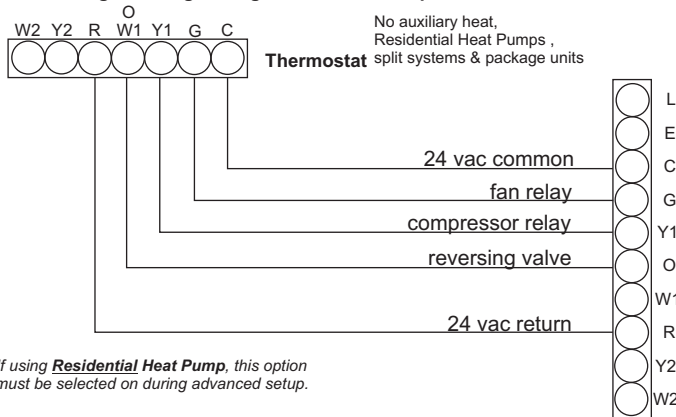 O
W2 Y2 R W1 Y1 G C
Thermostat
No auxiliary heat,
Residential Heat Pumps ,
split systems & package units
L
E
24 vac common C
fan relay G
compressor relay Y1
reversing valve O
W1
24 vac return R
Y2
W2
If using Residential Heat Pump, this option
must be selected on during advanced setup.